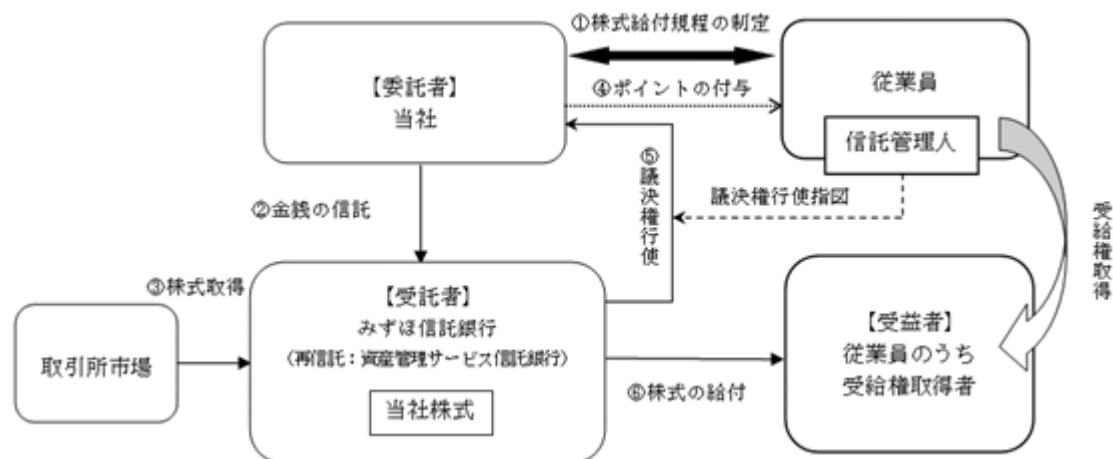 ①株式給付規程の制定
【委託者】
当社
④ポイントの付与
従業員
信託管理人
②金銭の信託
⑤議決権行使
議決権行使指図
受給権取得
③株式取得
取引所市場
【受託者】
みずほ信託銀行
(再信託：資産管理サービス信託銀行)
当社株式
⑥株式の給付
【受益者】
従業員のうち
受給権取得者